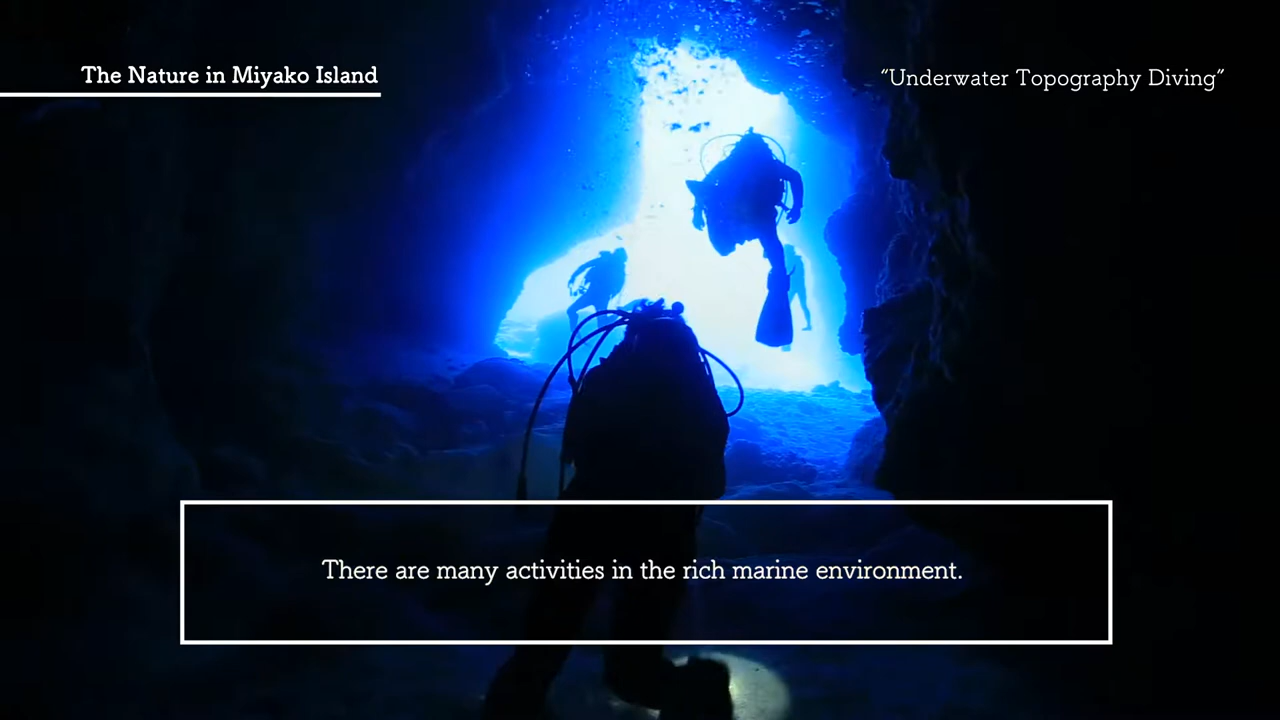 The Nature in Miyako Island
“Underwater Topography Diving”
There are many activities in the rich marine environment.